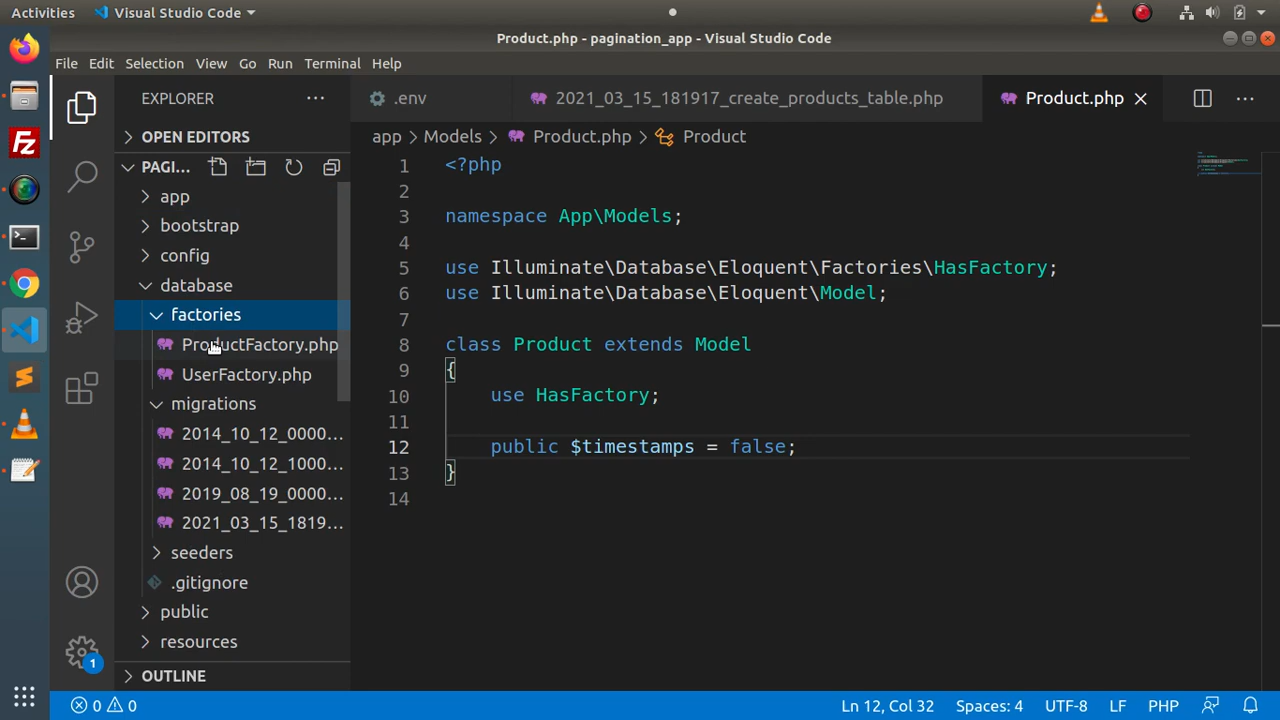 Activities
Visual Studio Code
Product.php - pagination_app - Visual Studio Code
File Edit Selection View Go Run Terminal Help
EXPLORER
.env
2021_03_15_181917_create_products_table.php
Product.php
OPEN EDITORS
app > Models > Product.php > Product
PAGI...
app
bootstrap
config
database
factories
ProductFactory.php
UserFactory.php
migrations
2014_10_12_0000...
2014_10_12_1000...
2019_08_19_0000...
2021_03_15_1819...
seeders
.gitignore
public
resources
OUTLINE
1 <?php
2
3 namespace App\Models;
4
5 use Illuminate\Database\Eloquent\Factories\HasFactory;
6 use Illuminate\Database\Eloquent\Model;
7
8 class Product extends Model
9 {
10 use HasFactory;
11
12 public $timestamps = false;
13 }
14
1
0 0
Ln 12, Col 32
Spaces: 4
UTF-8
LF
PHP